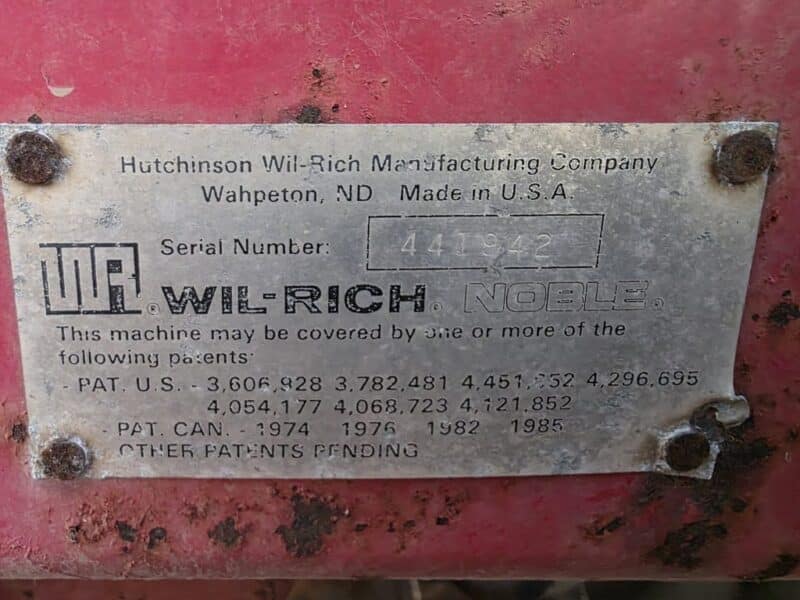 Hutchinson Wil-Rich Manufacturing Company
Wahpeton, ND Made in U.S.A.
Serial Number: 441942
WR® WIL-RICH® NOBLE®
This machine may be covered by one or more of the
following patents:
- PAT. U.S. - 3,606,928 3,782,481 4,296,695
4,054,177 4,068,723 4,121,852
- PAT. CAN. - 1974 1976 1982 1985
OTHER PATENTS PENDING